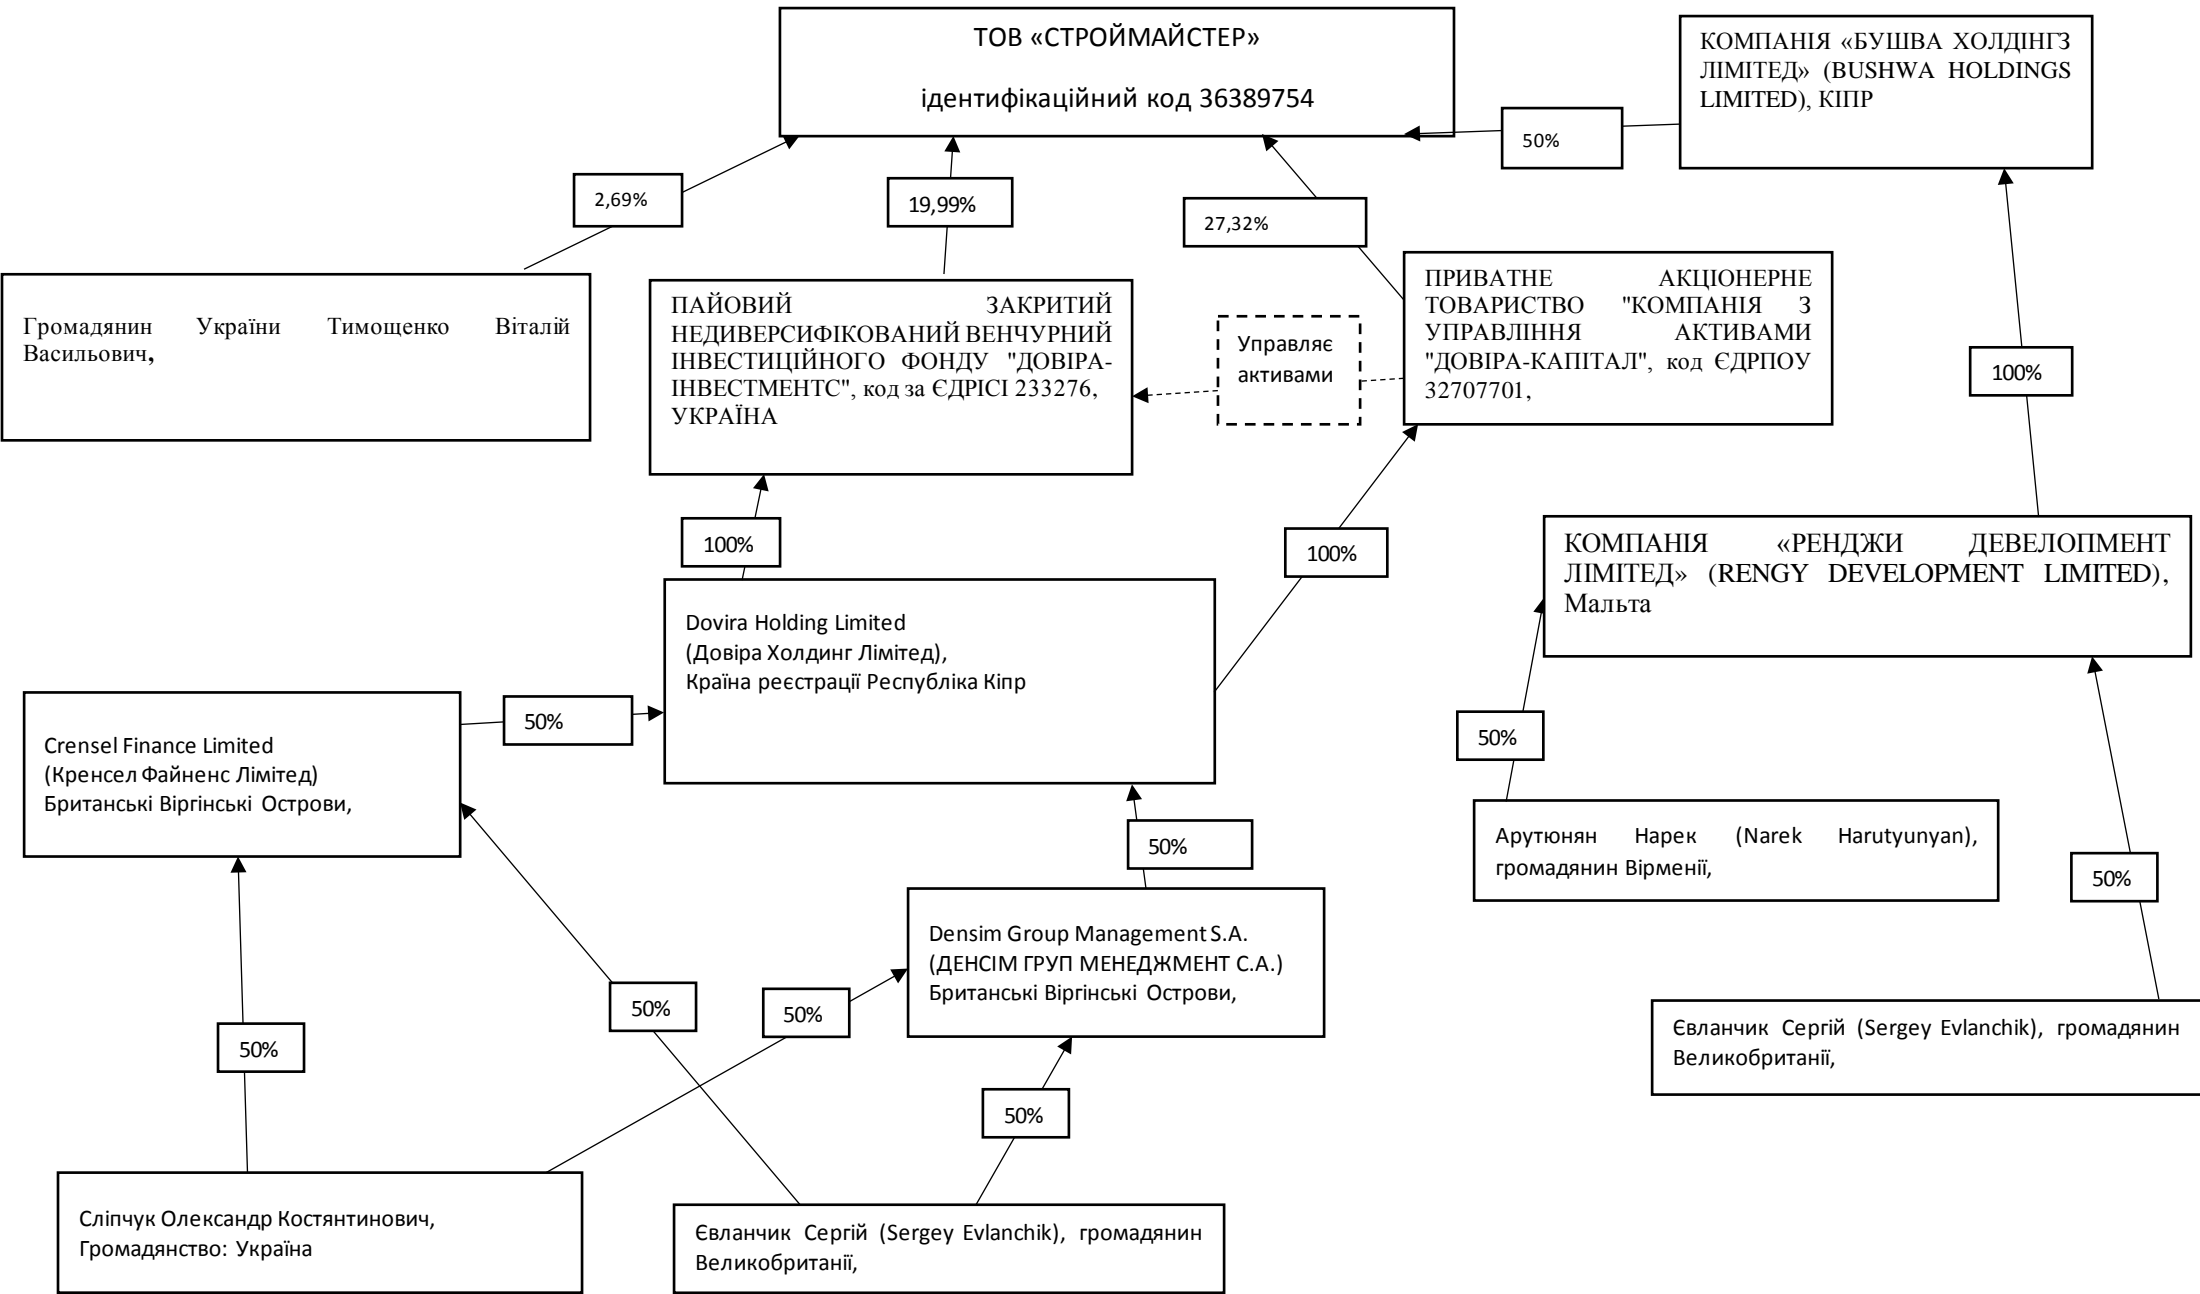 ТОВ «СТРОЙМАЙСТЕР»
ідентифікаційний код 36389754
КОМПАНІЯ «БУШВА ХОЛДІНГЗ
ЛІМІТЕД» (BUSHWA HOLDINGS
LIMITED), КІПР
50%
2,69%
19,99%
27,32%
Громадянин України Тимощенко Віталій
Васильович,
ПАЙОВИЙ ЗАКРИТИЙ
НЕДИВЕРСИФІКОВАНИЙ ВЕНЧУРНИЙ
ІНВЕСТИЦІЙНОГО ФОНДУ "ДОВІРА-
ІНВЕСТМЕНТС", код за ЄДРІСІ 233276,
УКРАЇНА
Управляє
активами
ПРИВАТНЕ АКЦІОНЕРНЕ
ТОВАРИСТВО "КОМПАНІЯ З
УПРАВЛІННЯ АКТИВАМИ
"ДОВІРА-КАПІТАЛ", код ЄДРПОУ
32707701,
100%
100%
100%
КОМПАНІЯ «РЕНДЖИ ДЕВЕЛОПМЕНТ
ЛІМІТЕД» (RENGY DEVELOPMENT LIMITED),
Мальта
Dovira Holding Limited
(Довіра Холдинг Лімітед),
Країна реєстрації Республіка Кіпр
50%
Crensel Finance Limited
(Кренсел Файненс Лімітед)
Британські Віргінські Острови,
50%
50%
Арутюнян Нарек (Narek Harutyunyan),
громадянин Вірменії,
50%
Densim Group Management S.A.
(ДЕНСІМ ГРУП МЕНЕДЖМЕНТ С.А.)
Британські Віргінські Острови,
50%
50%
50%
50%
Євланчик Сергій (Sergey Evlanchik), громадянин
Великобританії,
Сліпчук Олександр Костянтинович,
Громадянство: Україна
Євланчик Сергій (Sergey Evlanchik), громадянин
Великобританії,